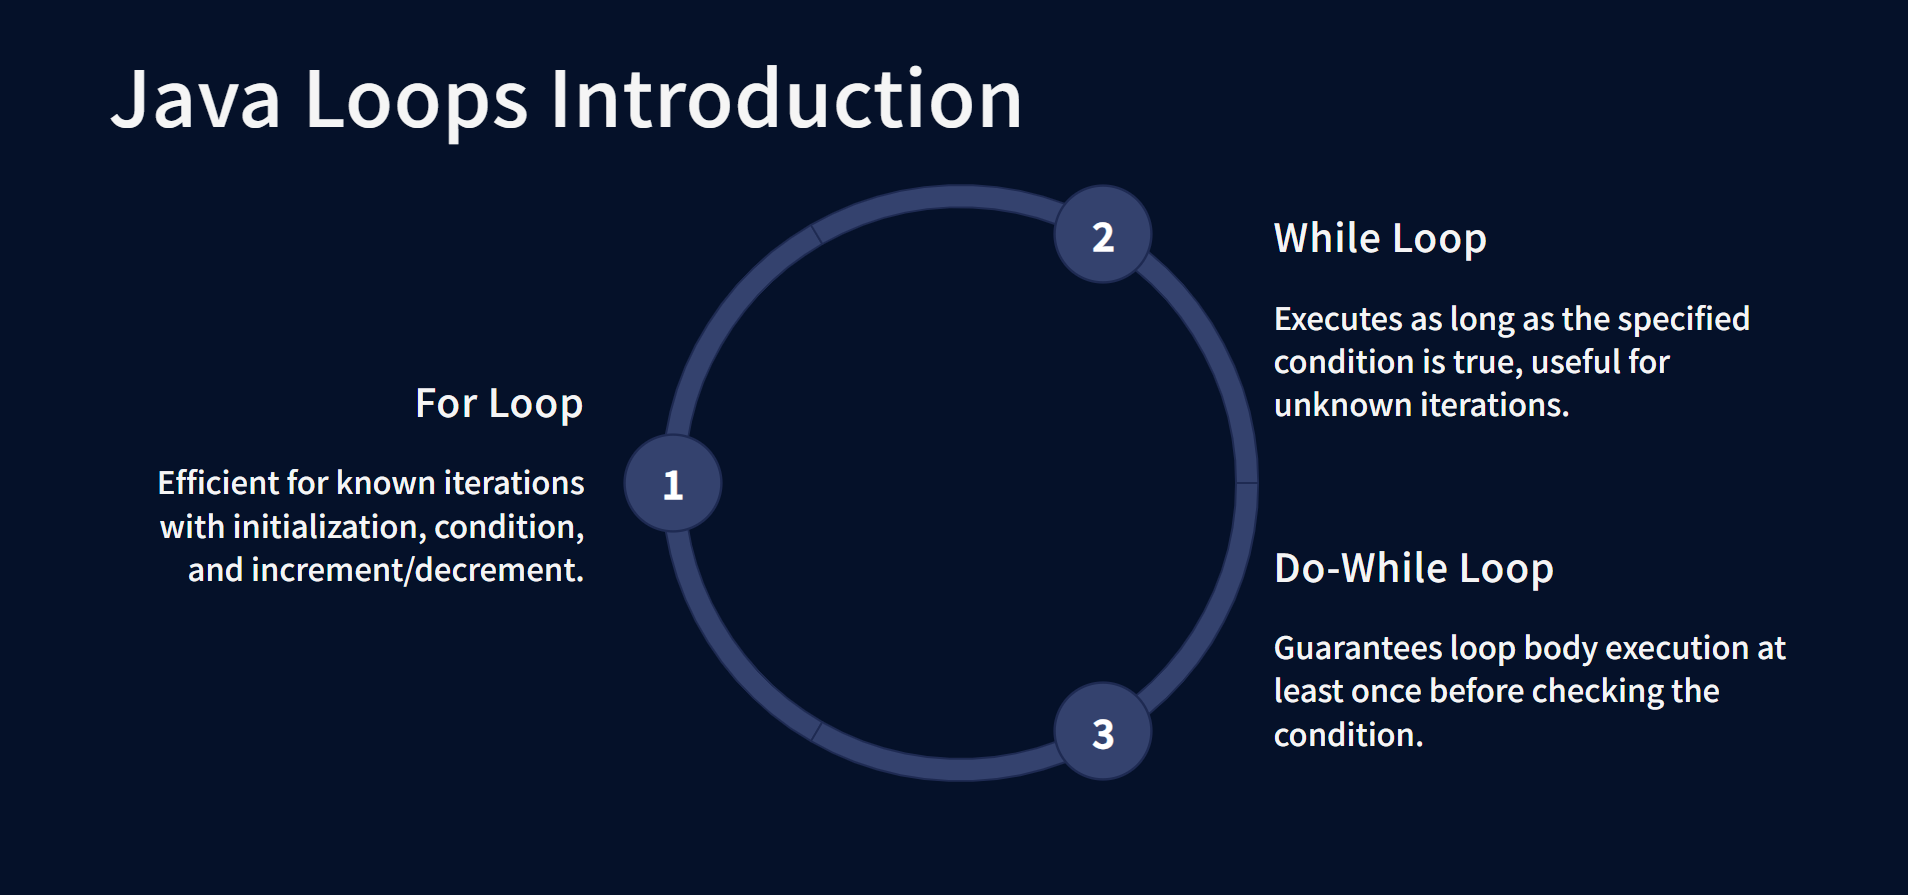 Java Loops Introduction
1
For Loop
Efficient for known iterations
with initialization, condition,
and increment/decrement.
2
While Loop
Executes as long as the specified
condition is true, useful for
unknown iterations.
3
Do-While Loop
Guarantees loop body execution at
least once before checking the
condition.